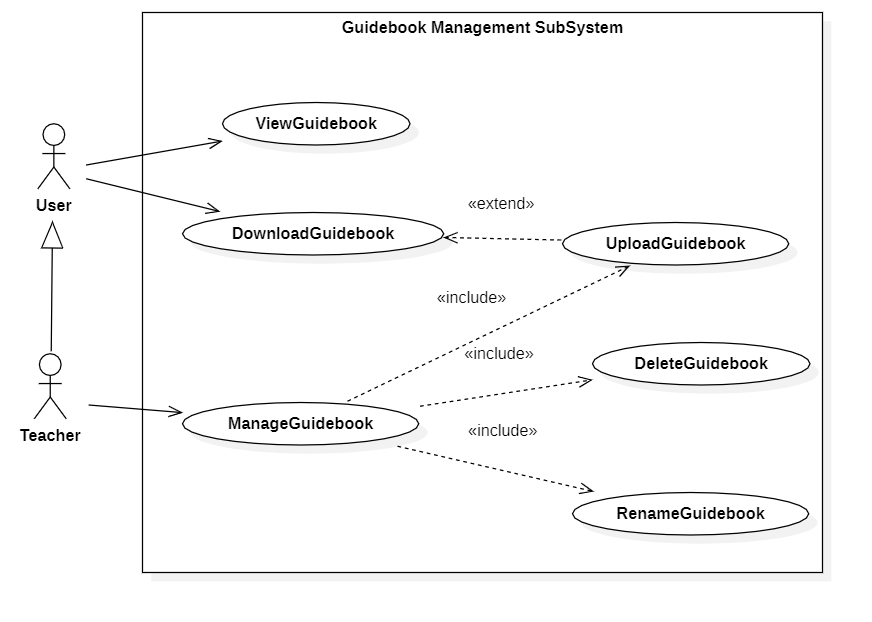 Guidebook Management SubSystem
ViewGuidebook
User
«extend»
DownloadGuidebook
UploadGuidebook
«include»
«include»
DeleteGuidebook
Teacher
ManageGuidebook
«include»
RenameGuidebook